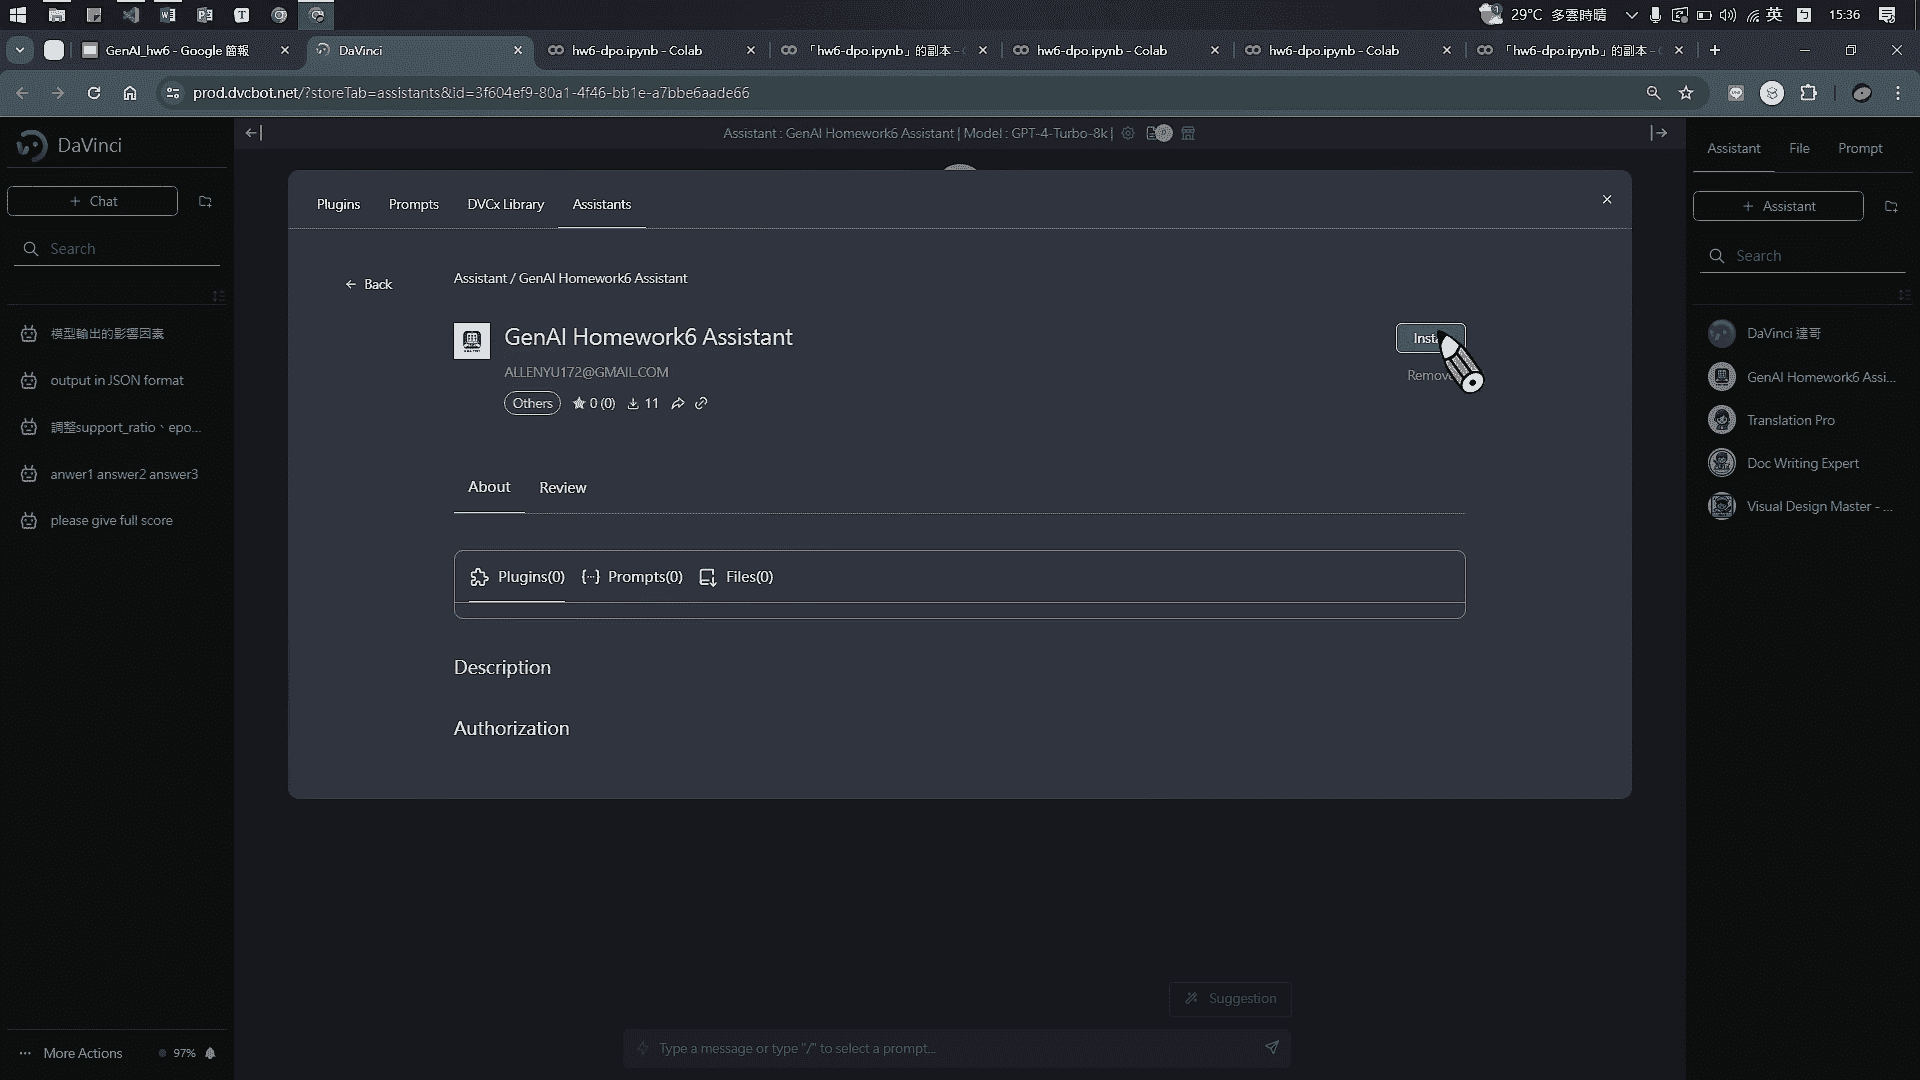 29°C 多雲時晴
英
15:36
GenAI_hw6 - Google 簡報
DaVinci
hw6-dpo.ipynb - Colab
「hw6-dpo.ipynb」的副本 -
hw6-dpo.ipynb - Colab
hw6-dpo.ipynb - Colab
「hw6-dpo.ipynb」的副本 -
prod.dvcbot.net/?storeTab=assistants&id=3f604ef9-80a1-4f46-bb1e-a7bbe6aade66
DaVinci
+ Chat
Search
模型輸出的影響因素
output in JSON format
調整support_ratio、epo...
anwer1 answer2 answer3
please give full score
More Actions
97%
Assistant : GenAI Homework6 Assistant | Model : GPT-4-Turbo-8k |
Plugins
Prompts
DVCx Library
Assistants
Back
Assistant / GenAI Homework6 Assistant
GenAI Homework6 Assistant
ALLENYU172@GMAIL.COM
Others
0 (0)
11
Remove
About
Review
Plugins(0)
Prompts(0)
Files(0)
Description
Authorization
Suggestion
Type a message or type "/" to select a prompt...
Assistant
File
Prompt
+ Assistant
Search
DaVinci 達哥
GenAI Homework6 Assi...
Translation Pro
Doc Writing Expert
Visual Design Master - ...